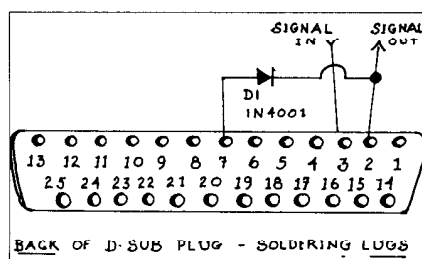 SIGNAL SIGNAL
IN OUT
D1
1N4001
13 12 11 10 9 8 7 6 5 4 3 2 1
25 24 23 22 21 20 19 18 17 16 15 14
BACK OF D-SUB PLUG - SOLDERING LUGS